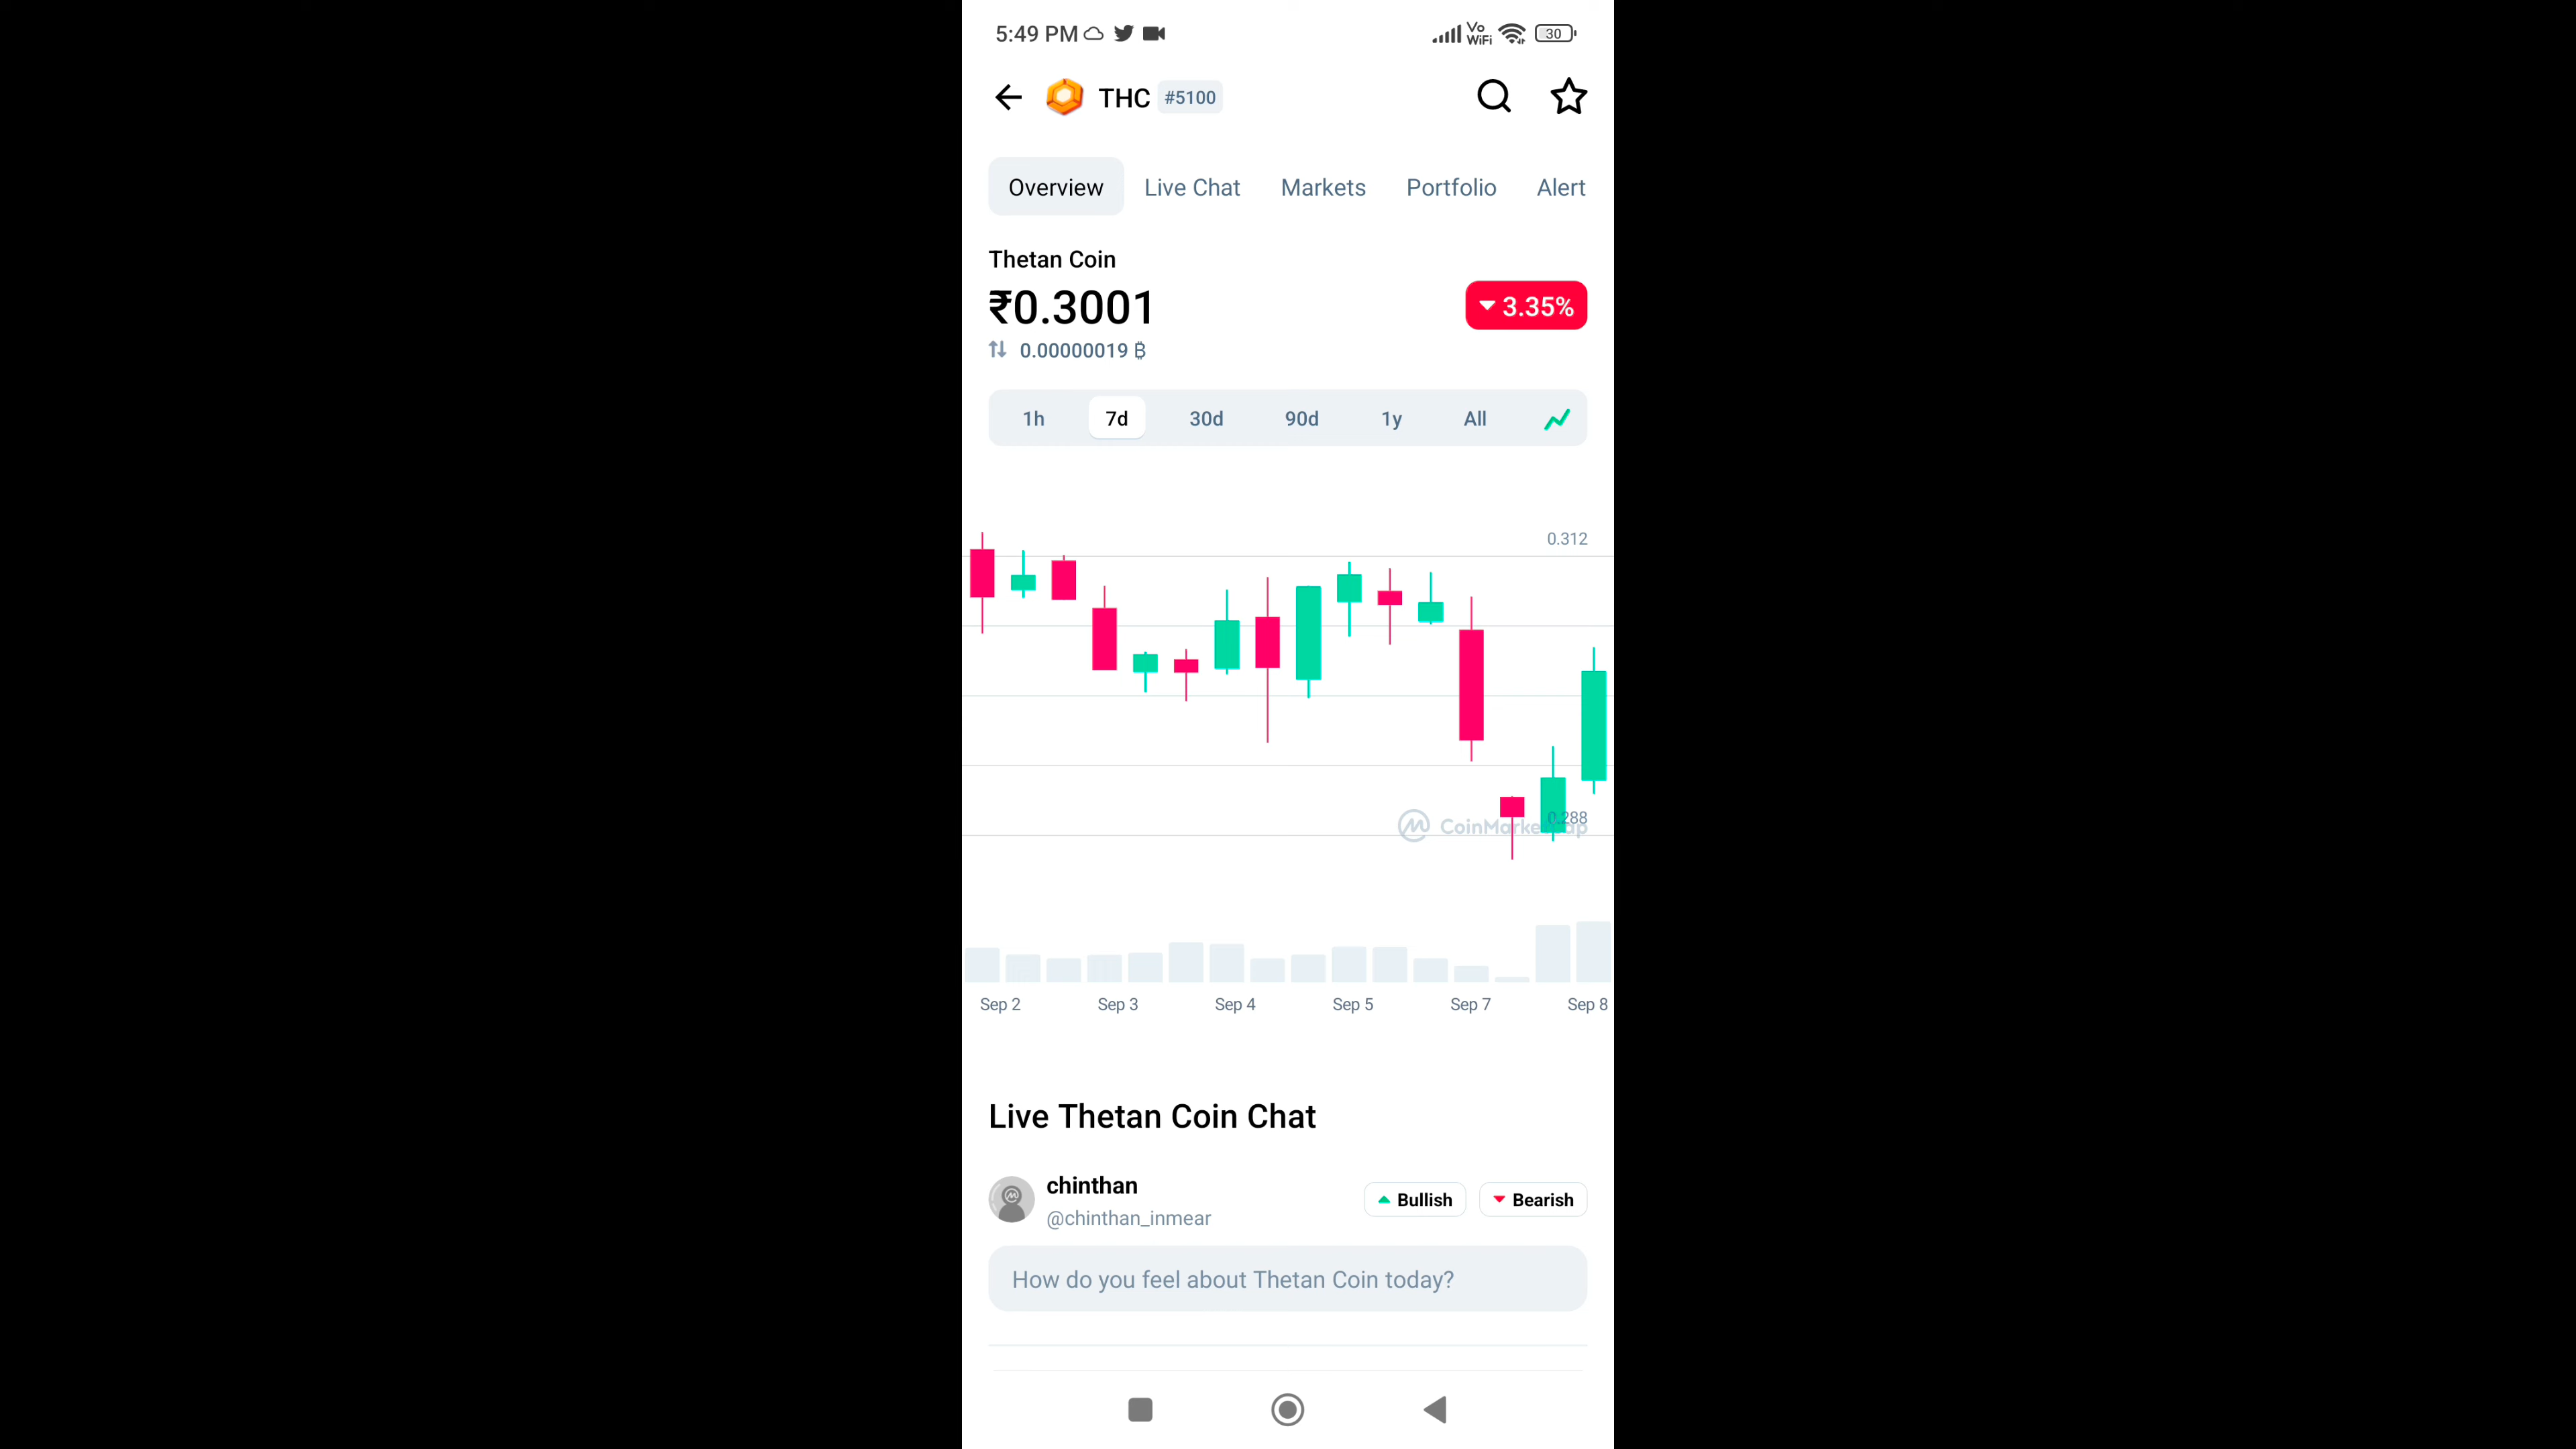 5:49 PM
Vo WiFi
30
THC #5100
Overview Live Chat Markets Portfolio Alert
Thetan Coin
₹0.3001
3.35%
0.00000019 ₿
1h 7d 30d 90d 1y All
0.312
0.288
CoinMarketCap
Sep 2 Sep 3 Sep 4 Sep 5 Sep 7 Sep 8
Live Thetan Coin Chat
chinthan
@chinthan_inmear
Bullish Bearish
How do you feel about Thetan Coin today?